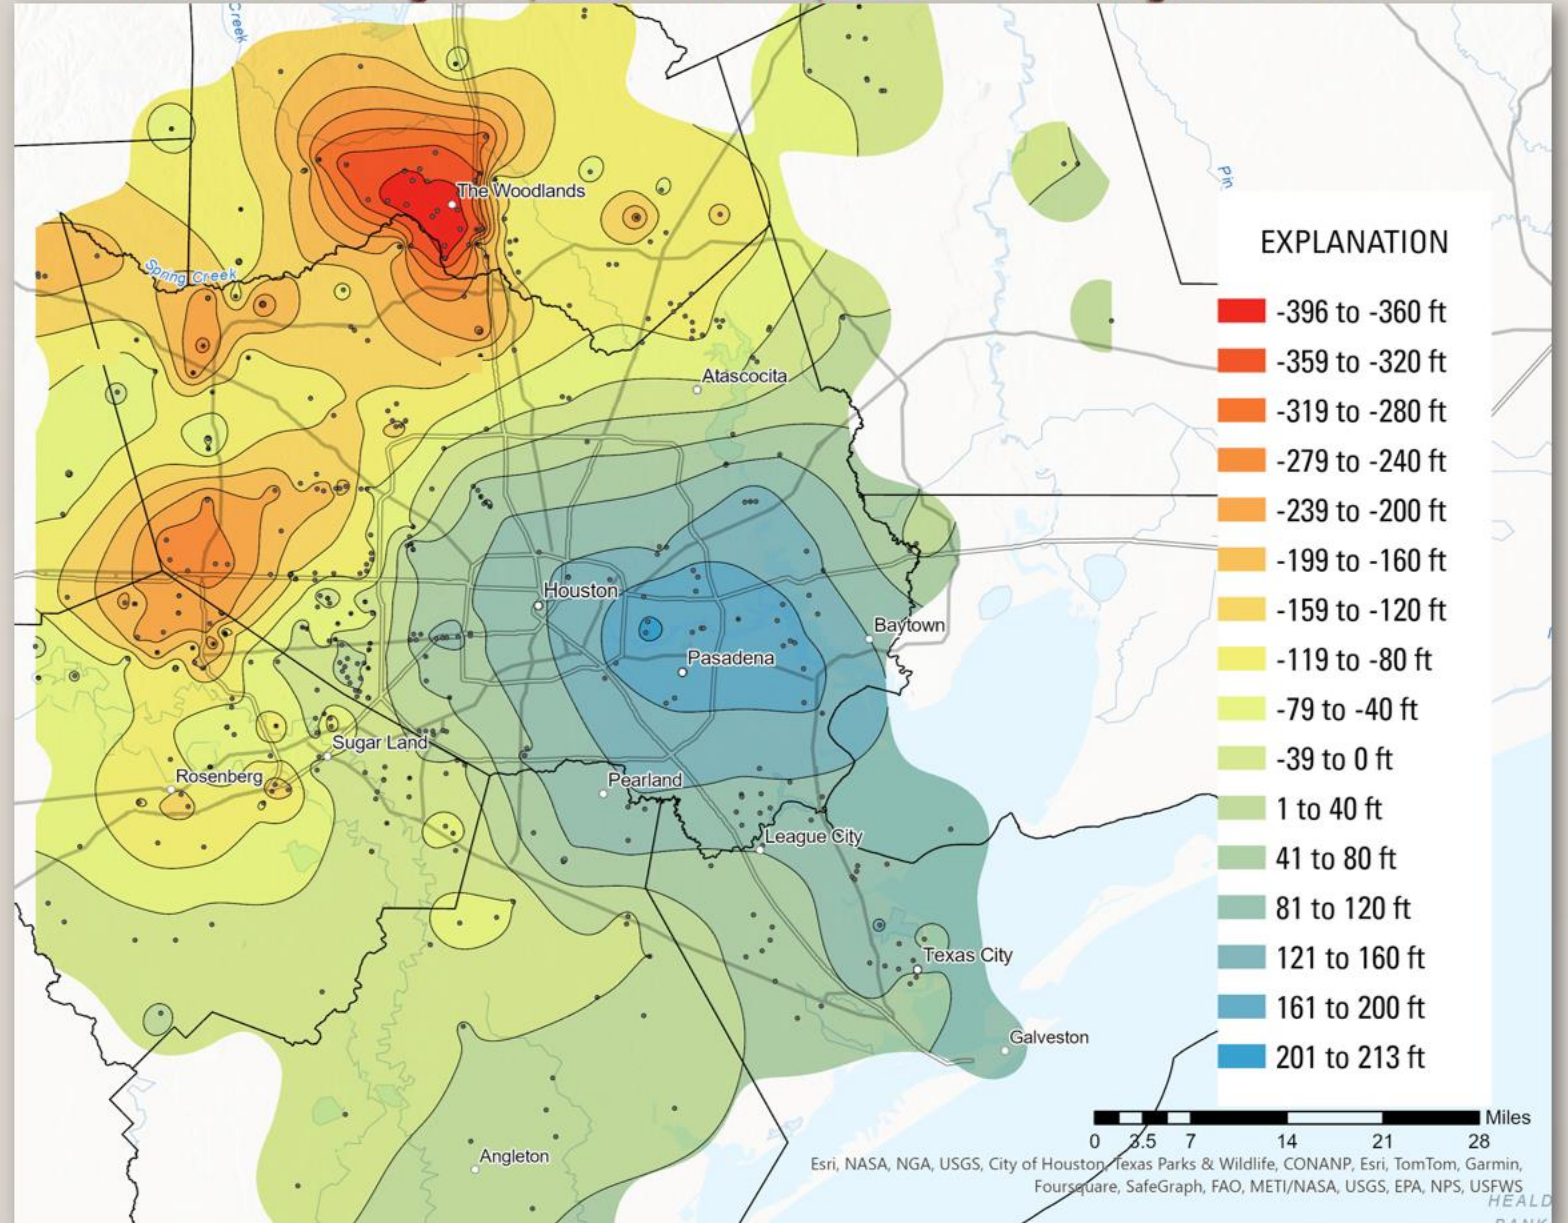 Creek
Pin
The Woodlands
Spring Creek
EXPLANATION
-396 to -360 ft
-359 to -320 ft
-319 to -280 ft
-279 to -240 ft
-239 to -200 ft
-199 to -160 ft
-159 to -120 ft
-119 to -80 ft
-79 to -40 ft
-39 to 0 ft
1 to 40 ft
41 to 80 ft
81 to 120 ft
121 to 160 ft
161 to 200 ft
201 to 213 ft
Atascocita
Houston
Baytown
Pasadena
Sugar Land
Rosenberg
Pearland
League City
Texas City
Galveston
Angleton
Miles
0 3.5 7 14 21 28
Esri, NASA, NGA, USGS, City of Houston, Texas Parks & Wildlife, CONANP, Esri, TomTom, Garmin,
Foursquare, SafeGraph, FAO, METI/NASA, USGS, EPA, NPS, USFWS
HEALD